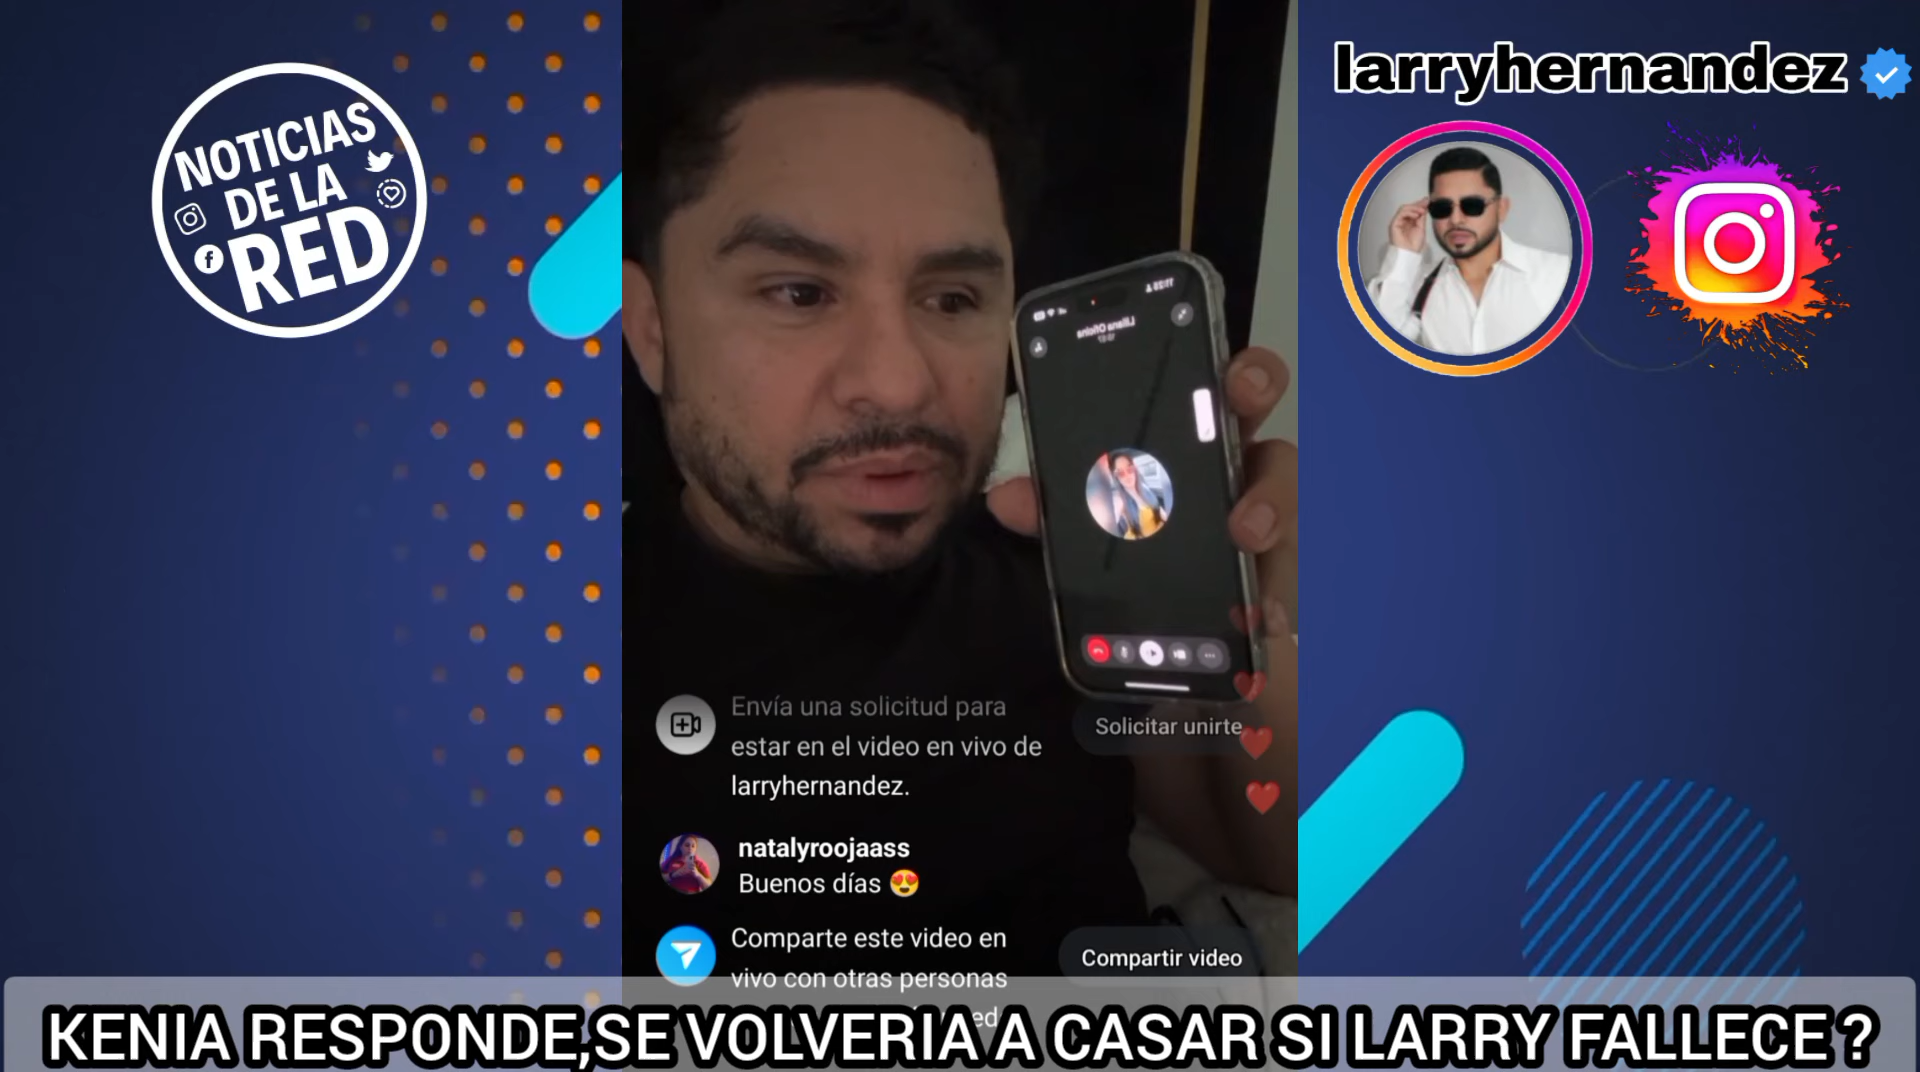 NOTICIAS
DE LA
RED
larryhernandez
Liliana Oficina
Envía una solicitud para
estar en el video en vivo de
larryhernandez.
Solicitar unirte
natalyroojaass
Buenos días 😍
Comparte este video en
vivo con otras personas
Compartir video
KENIA RESPONDE,SE VOLVERIA A CASAR SI LARRY FALLECE ?